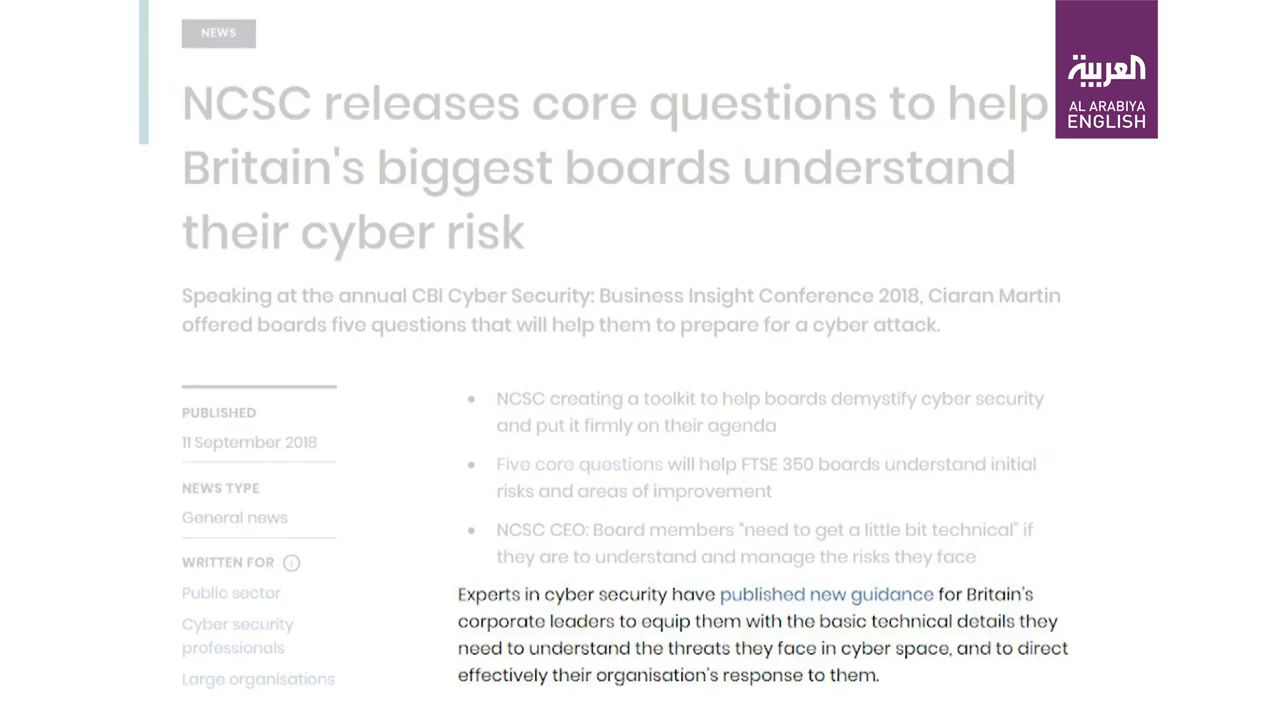 NEWS
العربية
AL ARABIYA
ENGLISH
NCSC releases core questions to help
Britain's biggest boards understand
their cyber risk
Speaking at the annual CBI Cyber Security: Business Insight Conference 2018, Ciaran Martin
offered boards five questions that will help them to prepare for a cyber attack.
PUBLISHED
11 September 2018
NEWS TYPE
General news
WRITTEN FOR
Public sector
Cyber security
professionals
Large organisations
• NCSC creating a toolkit to help boards demystify cyber security
and put it firmly on their agenda
• Five core questions will help FTSE 350 boards understand initial
risks and areas of improvement
• NCSC CEO: Board members "need to get a little bit technical" if
they are to understand and manage the risks they face
Experts in cyber security have published new guidance for Britain's
corporate leaders to equip them with the basic technical details they
need to understand the threats they face in cyber space, and to direct
effectively their organisation's response to them.